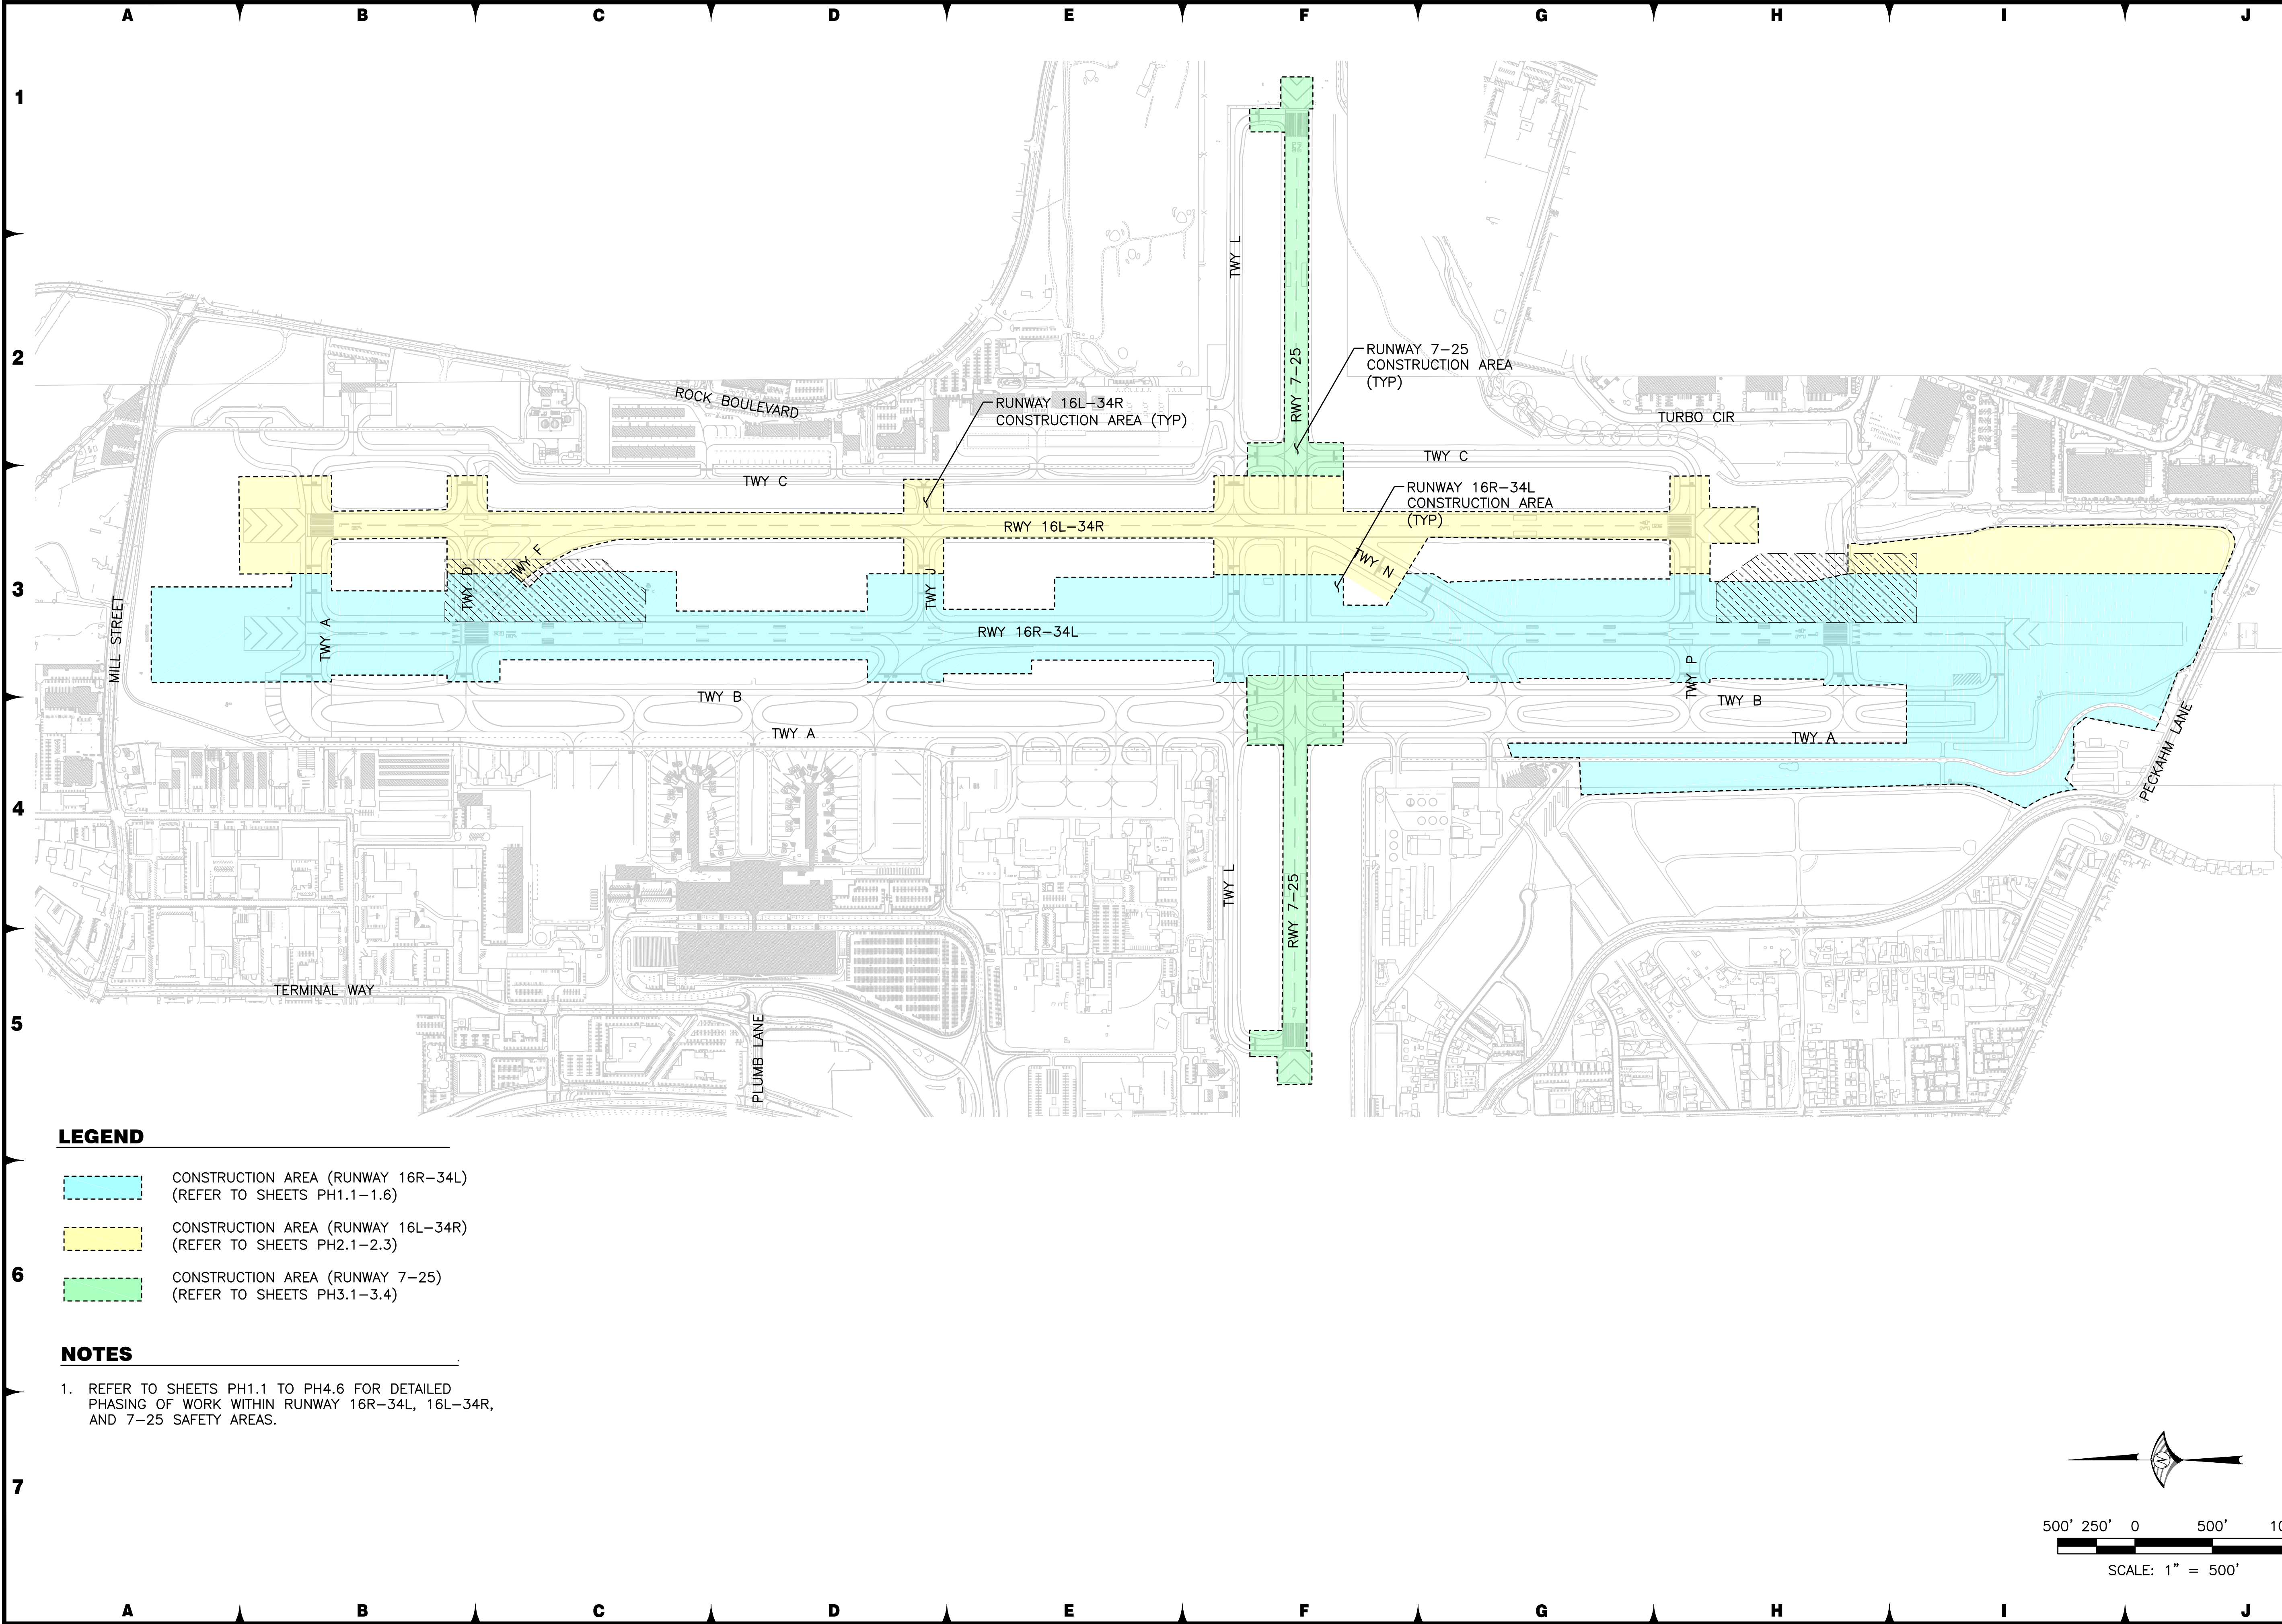 A B C D E F G H I J
1
2
3
4
5
6
7
TWY L
RWY 7-25
RUNWAY 7-25
CONSTRUCTION AREA
(TYP)
ROCK BOULEVARD
RUNWAY 16L-34R
CONSTRUCTION AREA (TYP)
TURBO CIR
TWY C
TWY C
RUNWAY 16R-34L
CONSTRUCTION AREA
(TYP)
RWY 16L-34R
TWY F
TWY N
TWY D
TWY J
MILL STREET
TWY A
RWY 16R-34L
TWY P
TWY B
TWY B
TWY A
TWY A
PECKAHM LANE
TWY L
RWY 7-25
TERMINAL WAY
PLUMB LANE
LEGEND
CONSTRUCTION AREA (RUNWAY 16R-34L)
(REFER TO SHEETS PH1.1-1.6)
CONSTRUCTION AREA (RUNWAY 16L-34R)
(REFER TO SHEETS PH2.1-2.3)
CONSTRUCTION AREA (RUNWAY 7-25)
(REFER TO SHEETS PH3.1-3.4)
NOTES
1. REFER TO SHEETS PH1.1 TO PH4.6 FOR DETAILED
PHASING OF WORK WITHIN RUNWAY 16R-34L, 16L-34R,
AND 7-25 SAFETY AREAS.
N
500' 250' 0 500'
SCALE: 1" = 500'
A B C D E F G H I J